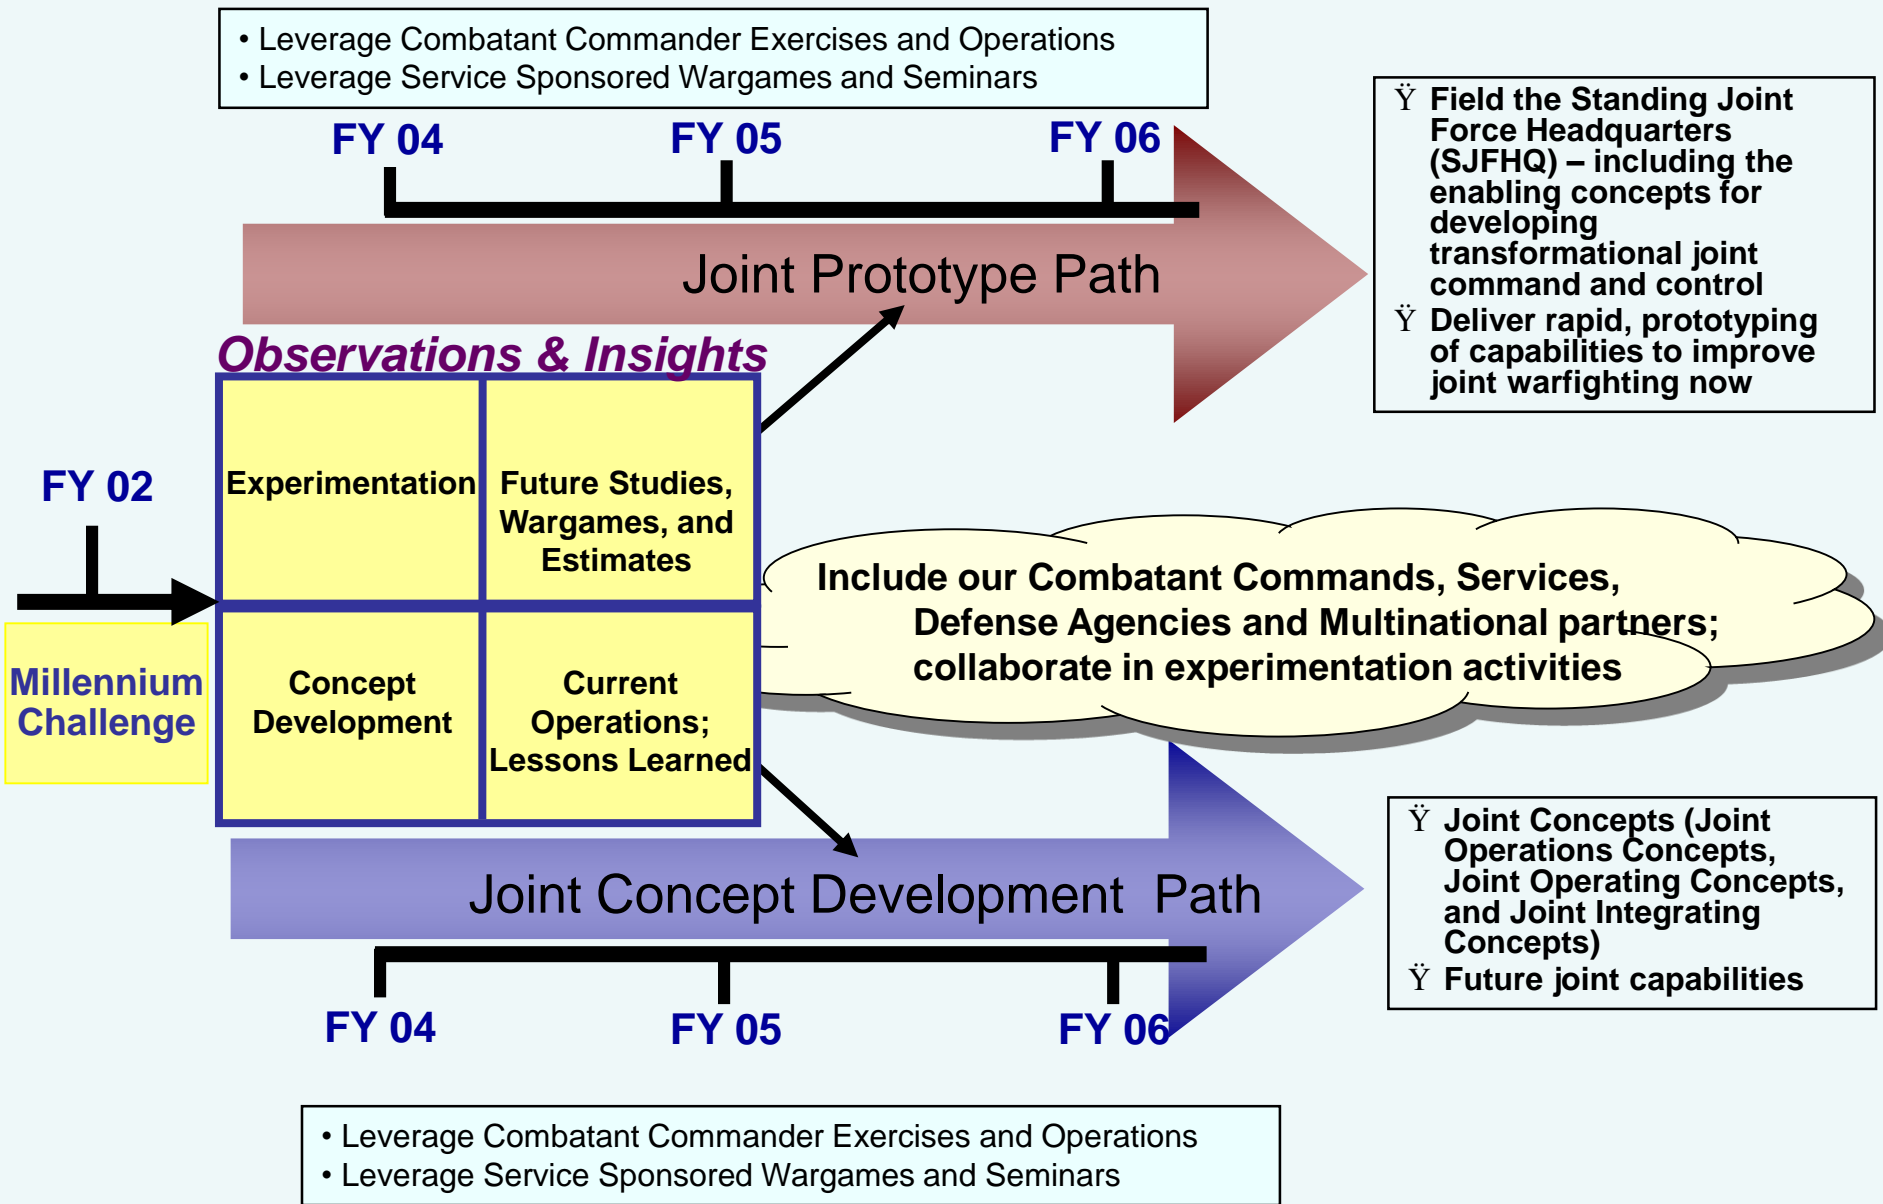 • Leverage Combatant Commander Exercises and Operations
• Leverage Service Sponsored Wargames and Seminars
FY 04
FY 05
FY 06
Joint Prototype Path
Ÿ Field the Standing Joint
Force Headquarters
(SJFHQ) – including the
enabling concepts for
developing
transformational joint
command and control
Ÿ Deliver rapid, prototyping
of capabilities to improve
joint warfighting now
Observations & Insights
FY 02
Millennium
Challenge
Experimentation
Future Studies,
Wargames, and
Estimates
Concept
Development
Current
Operations;
Lessons Learned
Include our Combatant Commands, Services,
Defense Agencies and Multinational partners;
collaborate in experimentation activities
Joint Concept Development Path
FY 04
FY 05
FY 06
Ÿ Joint Concepts (Joint
Operations Concepts,
Joint Operating Concepts,
and Joint Integrating
Concepts)
Ÿ Future joint capabilities
• Leverage Combatant Commander Exercises and Operations
• Leverage Service Sponsored Wargames and Seminars